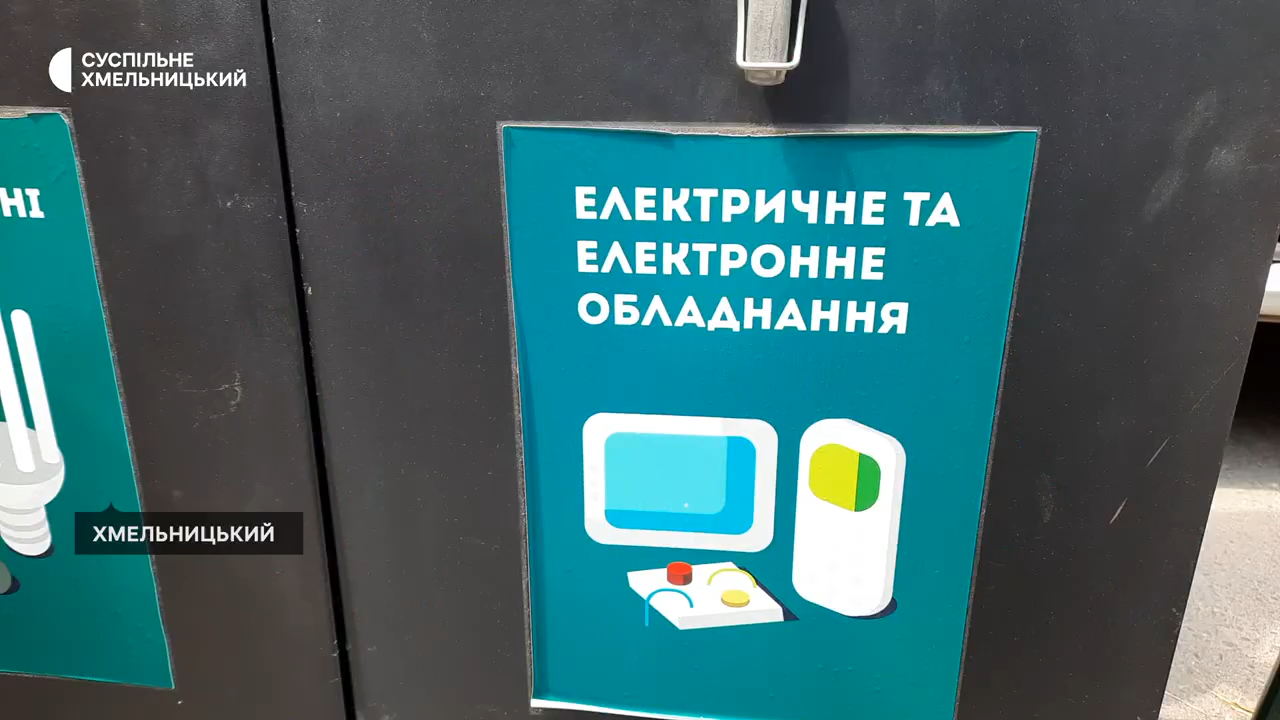 СУСПІЛЬНЕ
ХМЕЛЬНИЦЬКИЙ
ЕЛЕКТРИЧНЕ ТА
ЕЛЕКТРОННЕ
ОБЛАДНАННЯ
ХМЕЛЬНИЦЬКИЙ